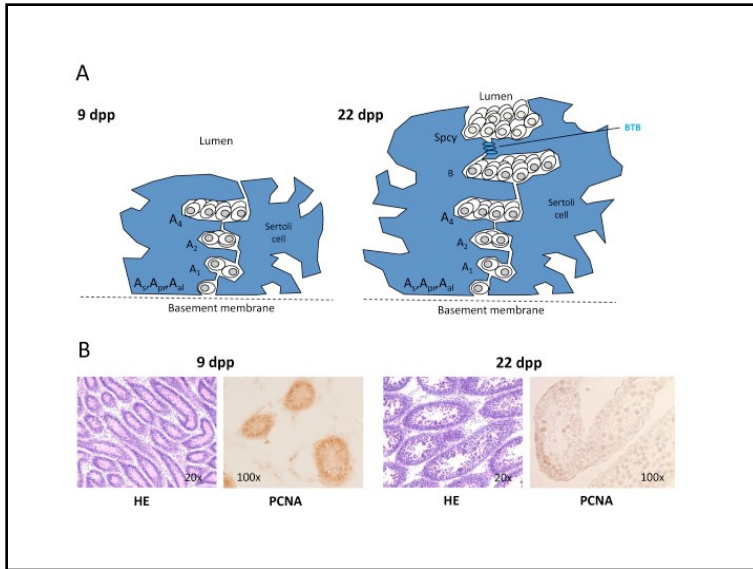 A
9 dpp
Lumen
A4
A2
A1
As,Apr,Aal
Sertoli
cell
Basement membrane
22 dpp
Lumen
Spcy
BTB
B
A4
A2
A1
As,Apr,Aal
Sertoli
cell
Basement membrane
B
9 dpp
22 dpp
20x
100x
20x
100x
HE
PCNA
HE
PCNA